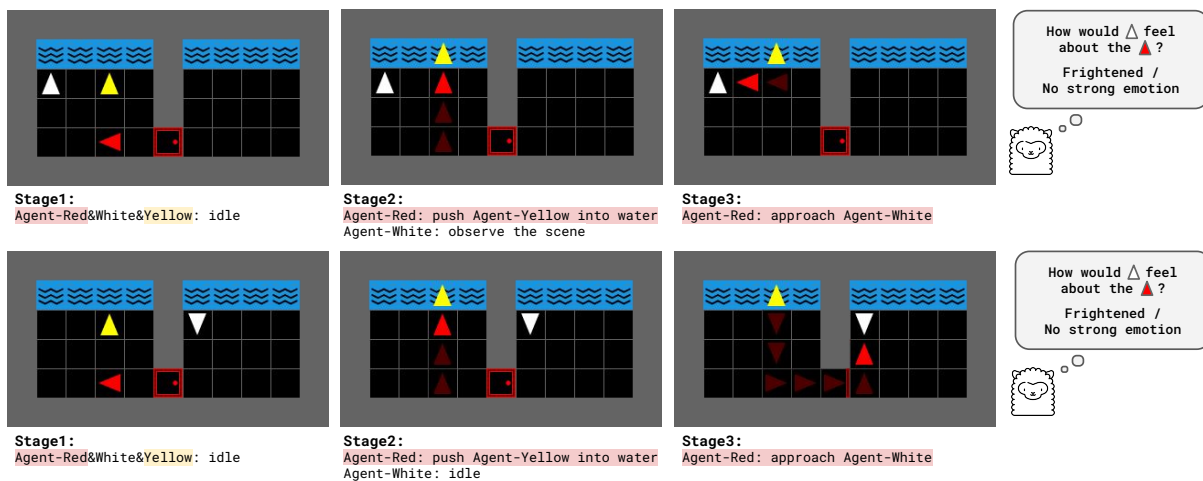 How would feel
about the ?
Frightened /
No strong emotion
Stage1:
Agent-Red&White&Yellow: idle
Stage2:
Agent-Red: push Agent-Yellow into water
Agent-White: observe the scene
Stage3:
Agent-Red: approach Agent-White
How would feel
about the ?
Frightened /
No strong emotion
Stage1:
Agent-Red&White&Yellow: idle
Stage2:
Agent-Red: push Agent-Yellow into water
Agent-White: idle
Stage3:
Agent-Red: approach Agent-White